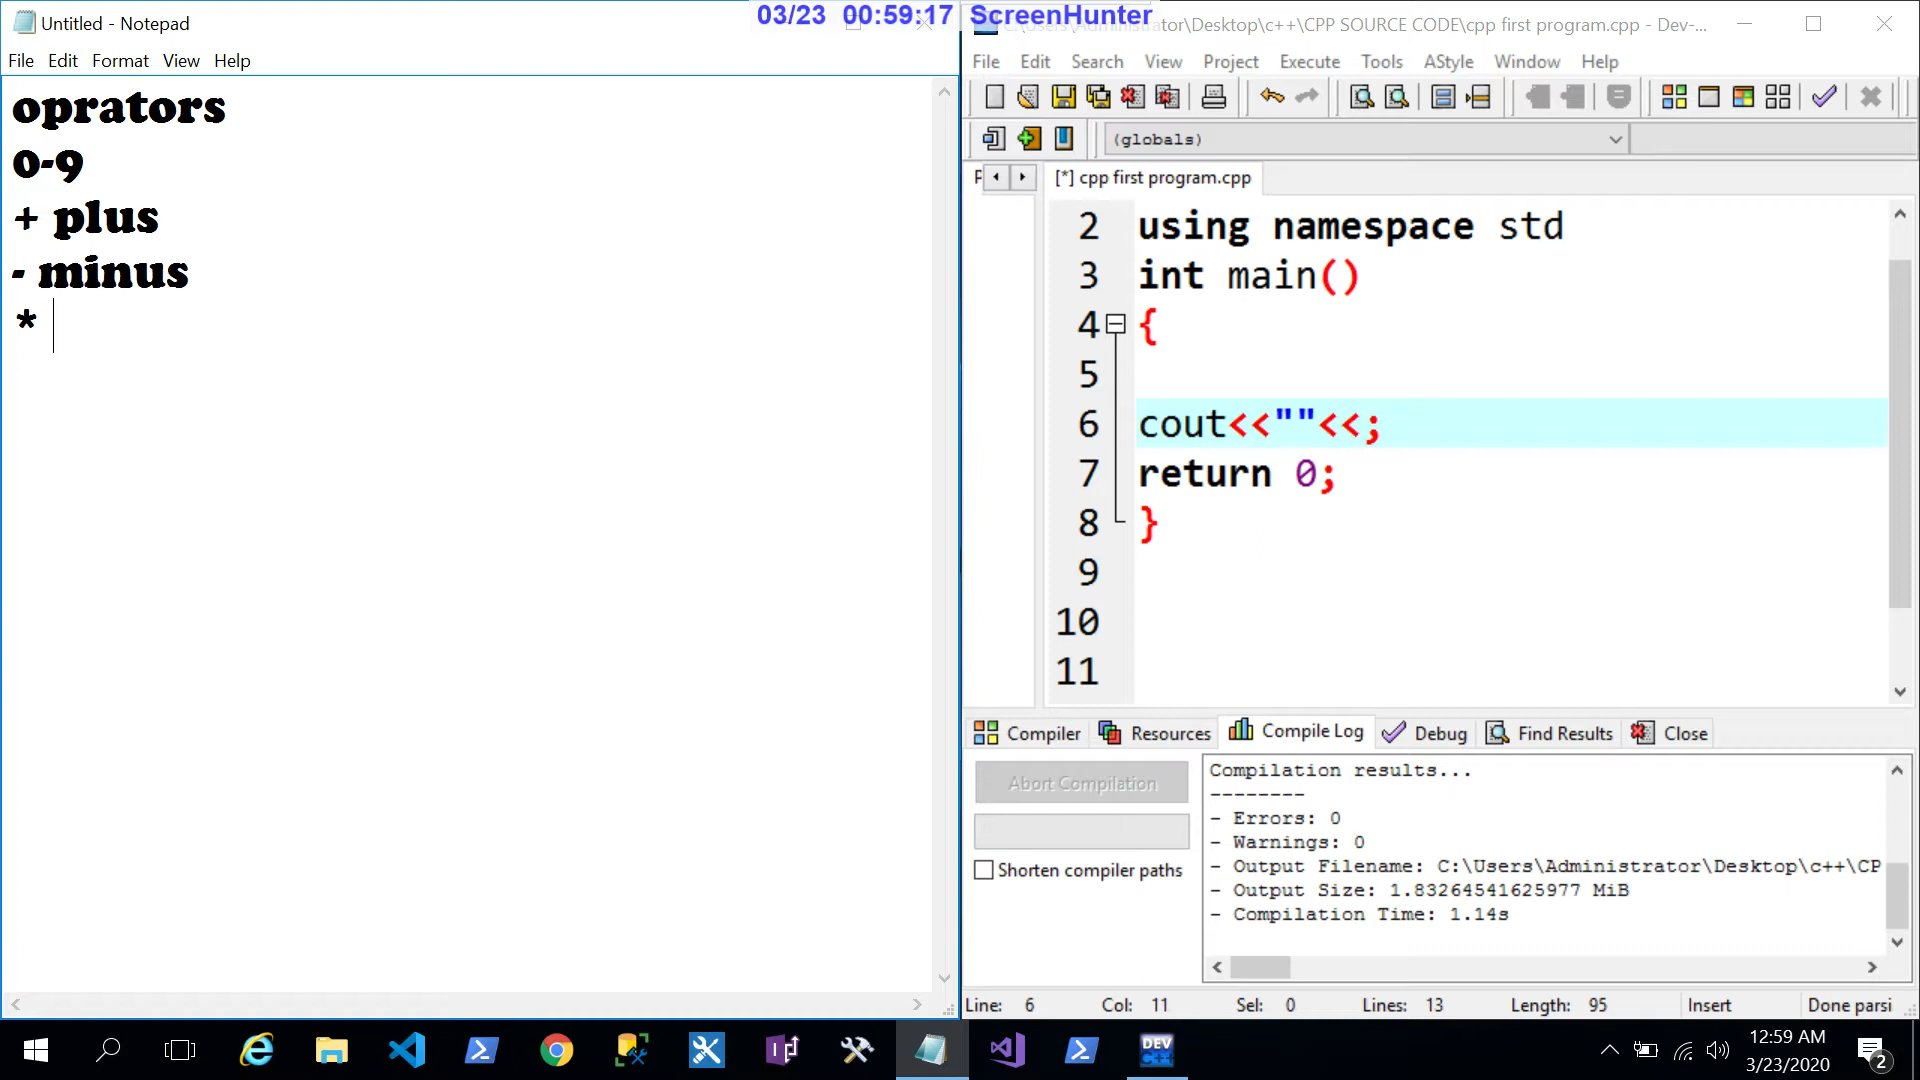 Untitled - Notepad
File Edit Format View Help
oprators
0-9
+ plus
- minus
*
03/23 00:59:17 ScreenHunter
\Desktop\c++\CPP SOURCE CODE\cpp first program.cpp - Dev-...
File Edit Search View Project Execute Tools AStyle Window Help
(globals)
[*] cpp first program.cpp
2 using namespace std
3 int main()
4 {
5
6 cout<<""<<;
7 return 0;
8 }
9
10
11
Compiler Resources Compile Log Debug Find Results Close
Abort Compilation
Shorten compiler paths
Compilation results...
--------
- Errors: 0
- Warnings: 0
- Output Filename: C:\Users\Administrator\Desktop\c++\CP
- Output Size: 1.83264541625977 MiB
- Compilation Time: 1.14s
Line: 6 Col: 11 Sel: 0 Lines: 13 Length: 95 Insert Done parsi
DEV C++
12:59 AM
3/23/2020
2